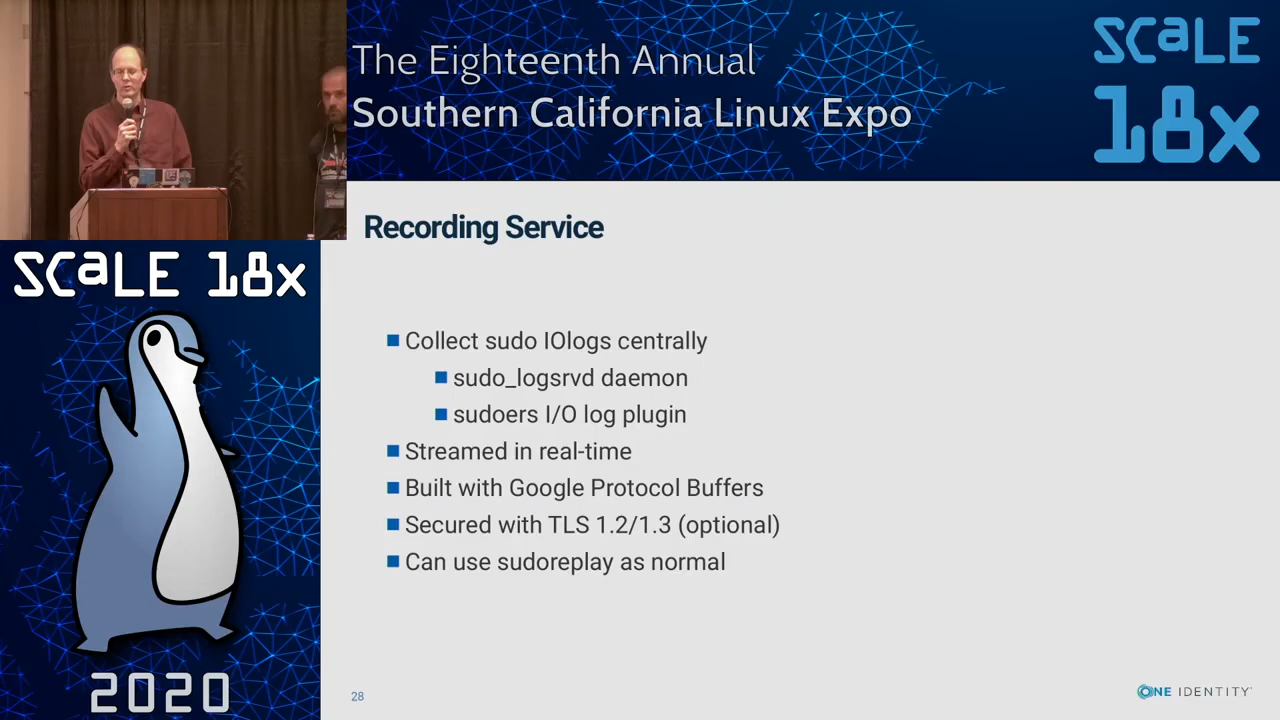 The Eighteenth Annual
Southern California Linux Expo
SCaLE
18x
SCaLE 18x
2020
Recording Service
Collect sudo IOlogs centrally
sudo_logsrvd daemon
sudoers I/O log plugin
Streamed in real-time
Built with Google Protocol Buffers
Secured with TLS 1.2/1.3 (optional)
Can use sudoreplay as normal
28
ONE IDENTITY